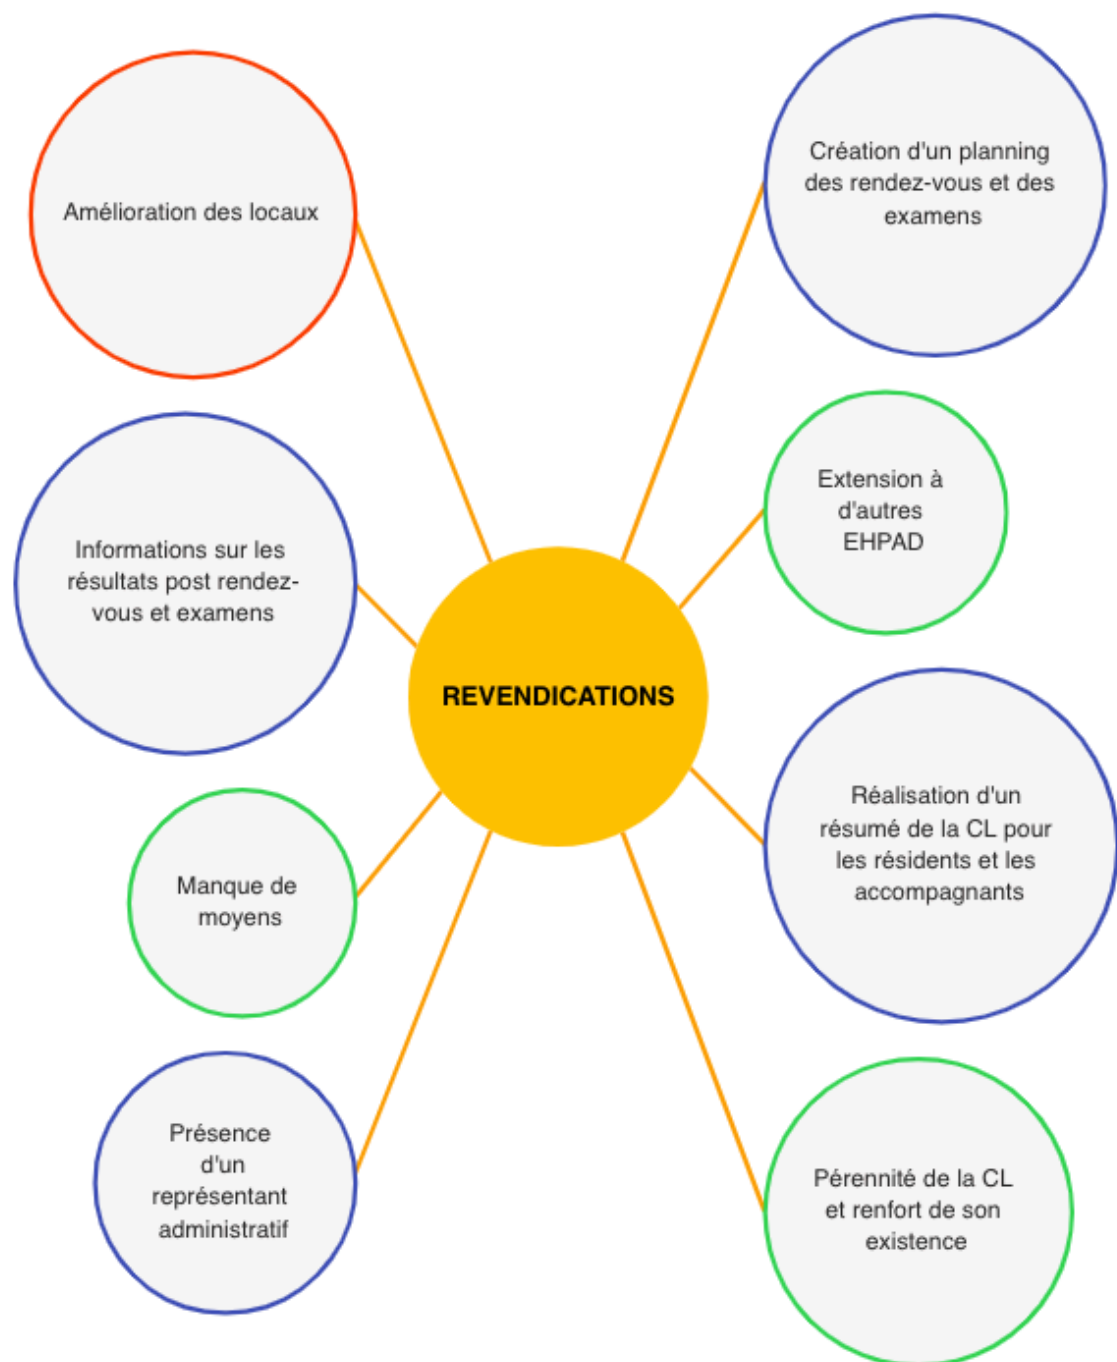 Amélioration des locaux
Création d'un planning
des rendez-vous et des
examens
Informations sur les
résultats post rendez-
vous et examens
Extension à
d'autres
EHPAD
REVENDICATIONS
Manque de
moyens
Réalisation d'un
résumé de la CL pour
les résidents et les
accompagnants
Présence
d'un
représentant
administratif
Pérennité de la CL
et renfort de son
existence